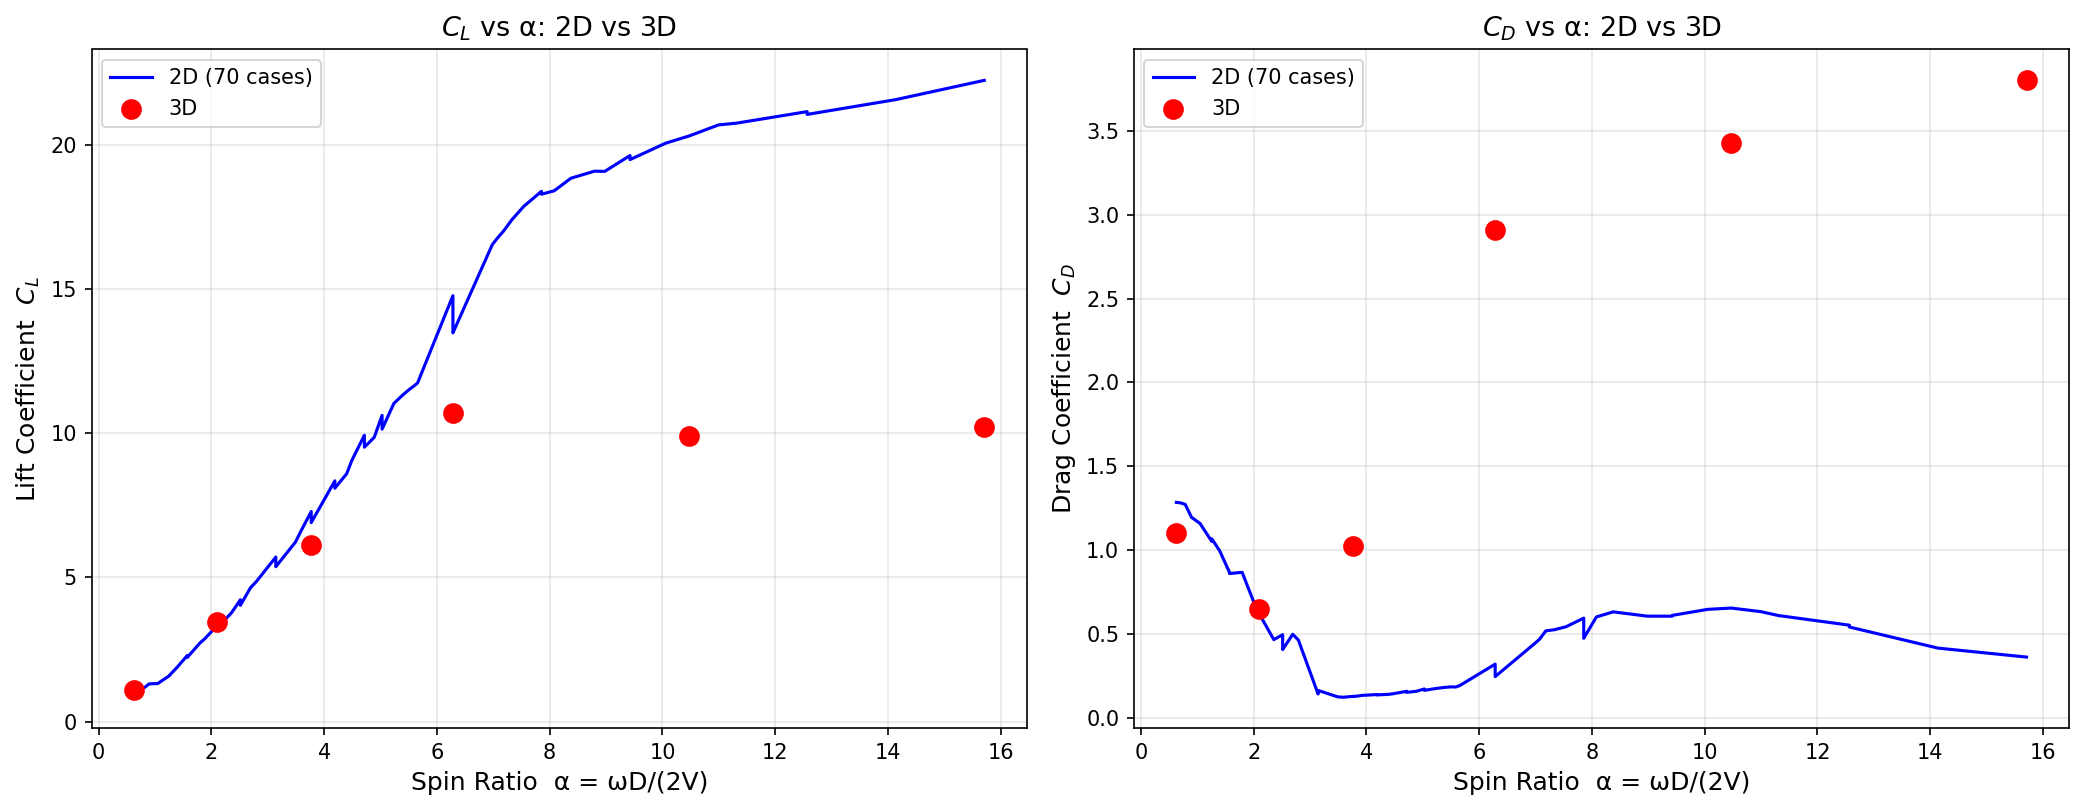 C_L vs α: 2D vs 3D
2D (70 cases)
3D
Lift Coefficient C_L
20
15
10
5
0
0 2 4 6 8 10 12 14 16
Spin Ratio α = ωD/(2V)
C_D vs α: 2D vs 3D
2D (70 cases)
3D
Drag Coefficient C_D
3.5
3.0
2.5
2.0
1.5
1.0
0.5
0.0
0 2 4 6 8 10 12 14 16
Spin Ratio α = ωD/(2V)